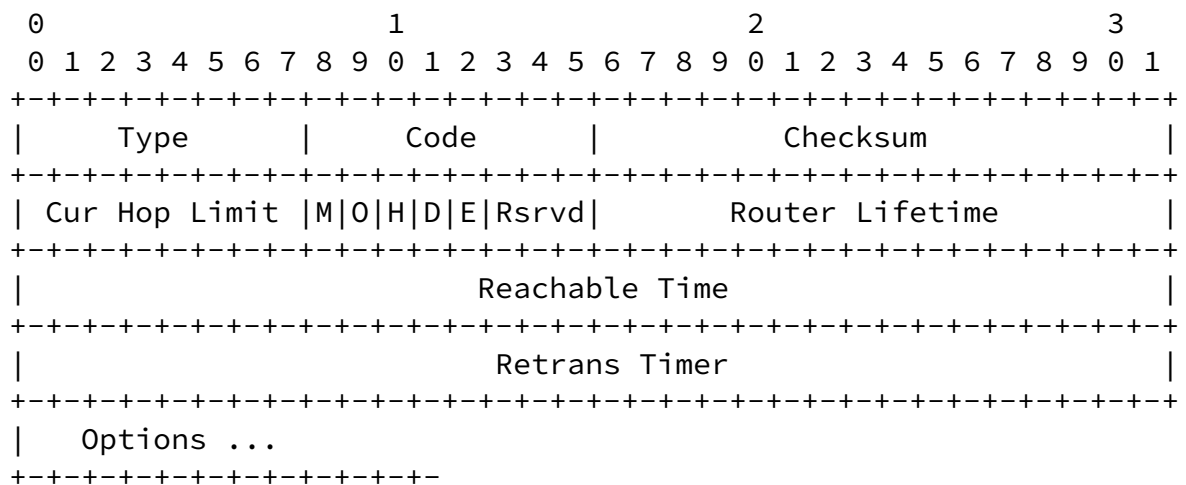 0                   1                   2                   3
 0 1 2 3 4 5 6 7 8 9 0 1 2 3 4 5 6 7 8 9 0 1 2 3 4 5 6 7 8 9 0 1
+-+-+-+-+-+-+-+-+-+-+-+-+-+-+-+-+-+-+-+-+-+-+-+-+-+-+-+-+-+-+-+-+
|     Type      |     Code      |          Checksum             |
+-+-+-+-+-+-+-+-+-+-+-+-+-+-+-+-+-+-+-+-+-+-+-+-+-+-+-+-+-+-+-+-+
| Cur Hop Limit |M|O|H|D|E|Rsrvd|       Router Lifetime         |
+-+-+-+-+-+-+-+-+-+-+-+-+-+-+-+-+-+-+-+-+-+-+-+-+-+-+-+-+-+-+-+-+
|                         Reachable Time                        |
+-+-+-+-+-+-+-+-+-+-+-+-+-+-+-+-+-+-+-+-+-+-+-+-+-+-+-+-+-+-+-+-+
|                          Retrans Timer                        |
+-+-+-+-+-+-+-+-+-+-+-+-+-+-+-+-+-+-+-+-+-+-+-+-+-+-+-+-+-+-+-+-+
|   Options ...
+-+-+-+-+-+-+-+-+-+-+-+-